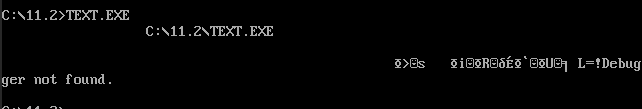 C:\11.2>TEXT.EXE
C:\11.2\TEXT.EXE
L=!Debug
ger not found.